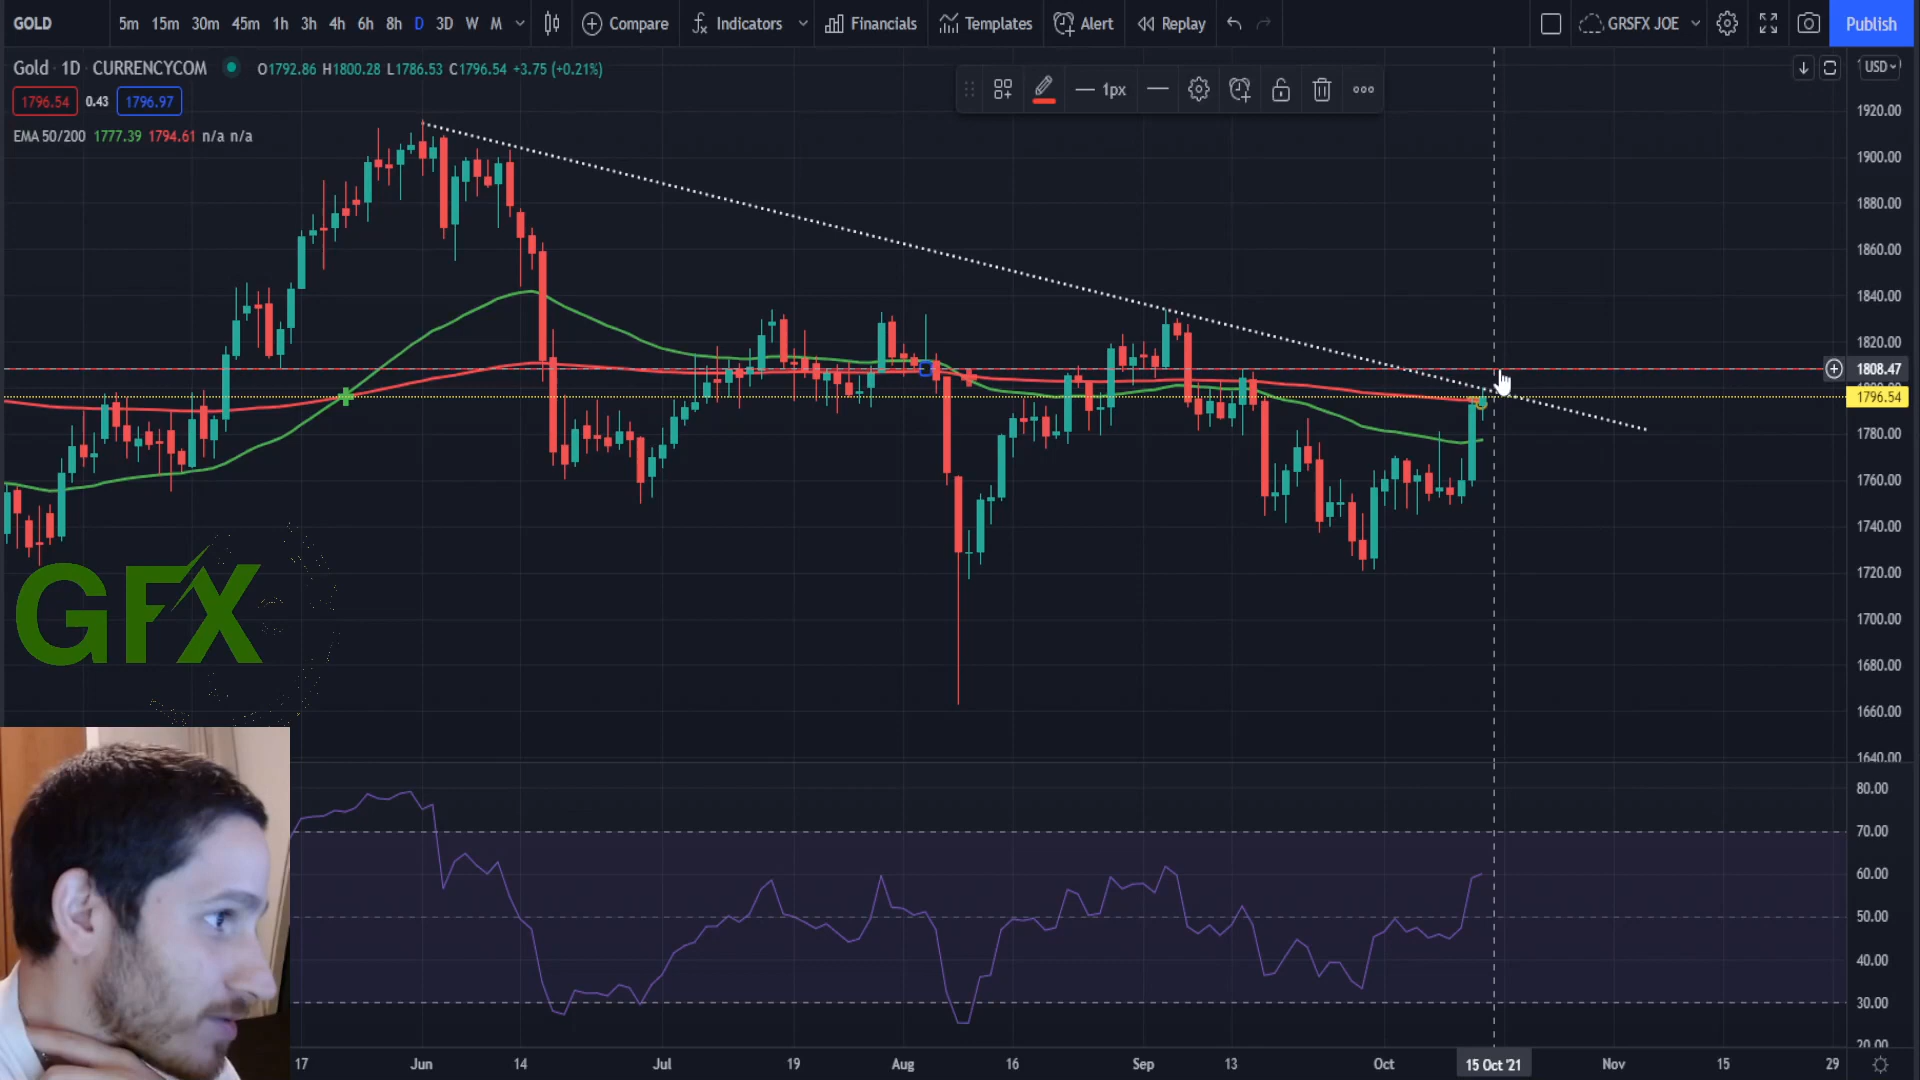 GOLD 5m 15m 30m 45m 1h 3h 4h 6h 8h D 3D W M Compare Indicators Financials Templates Alert Replay GRSFX JOE Publish
Gold 1D CURRENCYCOM O1792.86 H1800.28 L1786.53 C1796.54 +3.75 (+0.21%)
USD
1px
1796.54 0.43 1796.97
EMA 50/200 1777.39 1794.61 n/a n/a
1920.00
1900.00
1880.00
1860.00
1840.00
1820.00
1808.47
1796.54
1780.00
1760.00
1740.00
1720.00
1700.00
1680.00
1660.00
1640.00
GFX
80.00
70.00
60.00
50.00
40.00
30.00
20.00
17 Jun 14 Jul 19 Aug 16 Sep 13 Oct 15 Oct '21 Nov 15 29